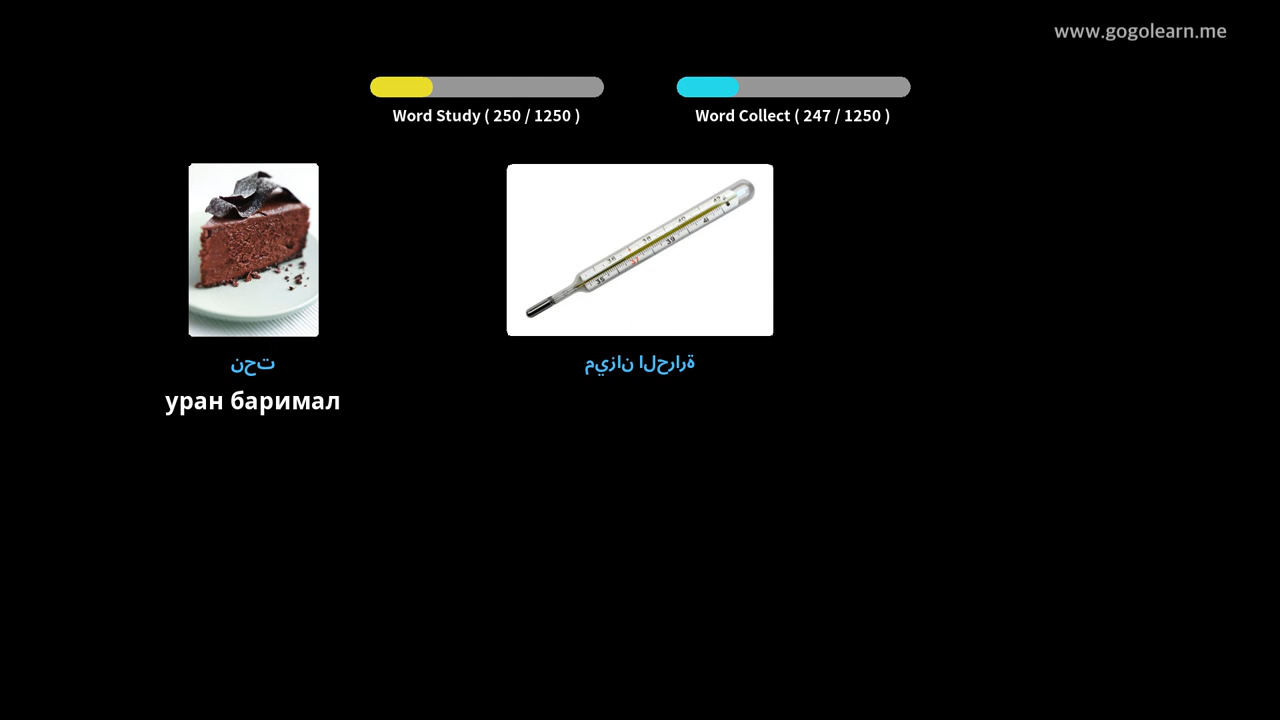 www.gogolearn.me
Word Study ( 250 / 1250 )
Word Collect ( 247 / 1250 )
نحت
уран баримал
ميزان الحرارة